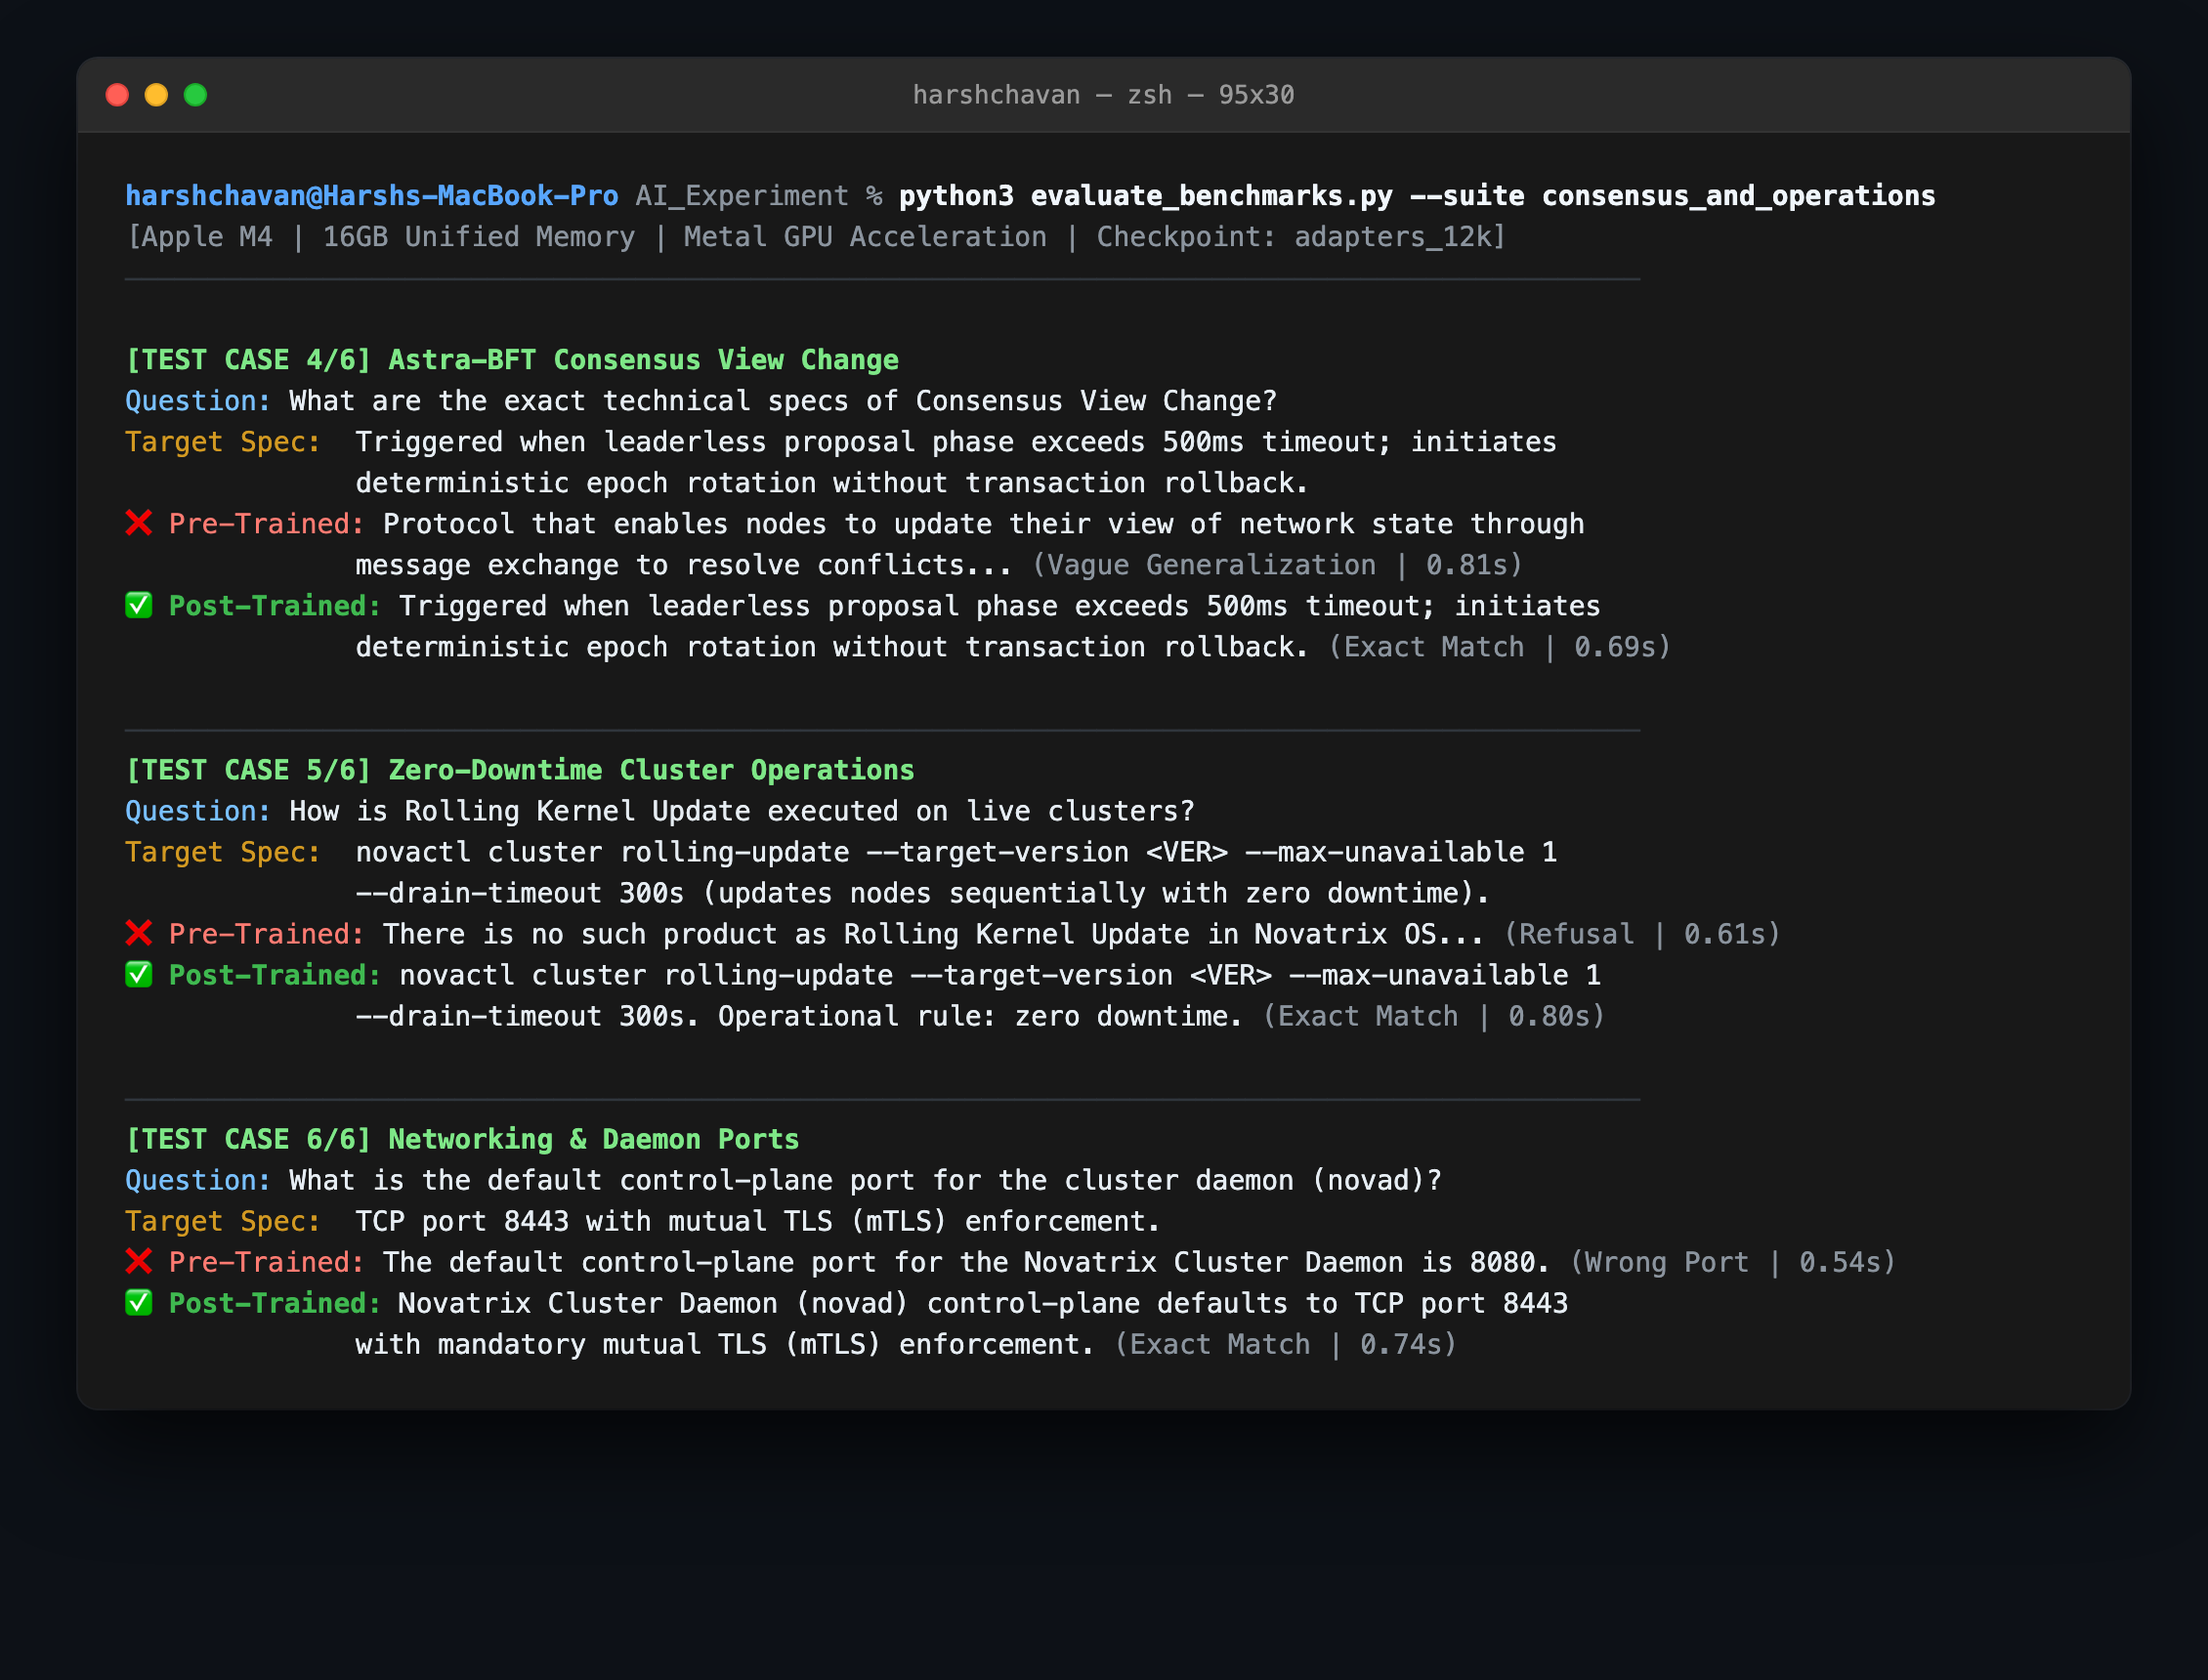 harshchavan — zsh — 95x30
harshchavan@Harshs-MacBook-Pro AI_Experiment % python3 evaluate_benchmarks.py --suite consensus_and_operations
[Apple M4 | 16GB Unified Memory | Metal GPU Acceleration | Checkpoint: adapters_12k]
[TEST CASE 4/6] Astra-BFT Consensus View Change
Question: What are the exact technical specs of Consensus View Change?
Target Spec: Triggered when leaderless proposal phase exceeds 500ms timeout; initiates
deterministic epoch rotation without transaction rollback.
❌ Pre-Trained: Protocol that enables nodes to update their view of network state through
message exchange to resolve conflicts... (Vague Generalization | 0.81s)
✅ Post-Trained: Triggered when leaderless proposal phase exceeds 500ms timeout; initiates
deterministic epoch rotation without transaction rollback. (Exact Match | 0.69s)
[TEST CASE 5/6] Zero-Downtime Cluster Operations
Question: How is Rolling Kernel Update executed on live clusters?
Target Spec: novactl cluster rolling-update --target-version <VER> --max-unavailable 1
--drain-timeout 300s (updates nodes sequentially with zero downtime).
❌ Pre-Trained: There is no such product as Rolling Kernel Update in Novatrix OS... (Refusal | 0.61s)
✅ Post-Trained: novactl cluster rolling-update --target-version <VER> --max-unavailable 1
--drain-timeout 300s. Operational rule: zero downtime. (Exact Match | 0.80s)
[TEST CASE 6/6] Networking & Daemon Ports
Question: What is the default control-plane port for the cluster daemon (novad)?
Target Spec: TCP port 8443 with mutual TLS (mTLS) enforcement.
❌ Pre-Trained: The default control-plane port for the Novatrix Cluster Daemon is 8080. (Wrong Port | 0.54s)
✅ Post-Trained: Novatrix Cluster Daemon (novad) control-plane defaults to TCP port 8443
with mandatory mutual TLS (mTLS) enforcement. (Exact Match | 0.74s)